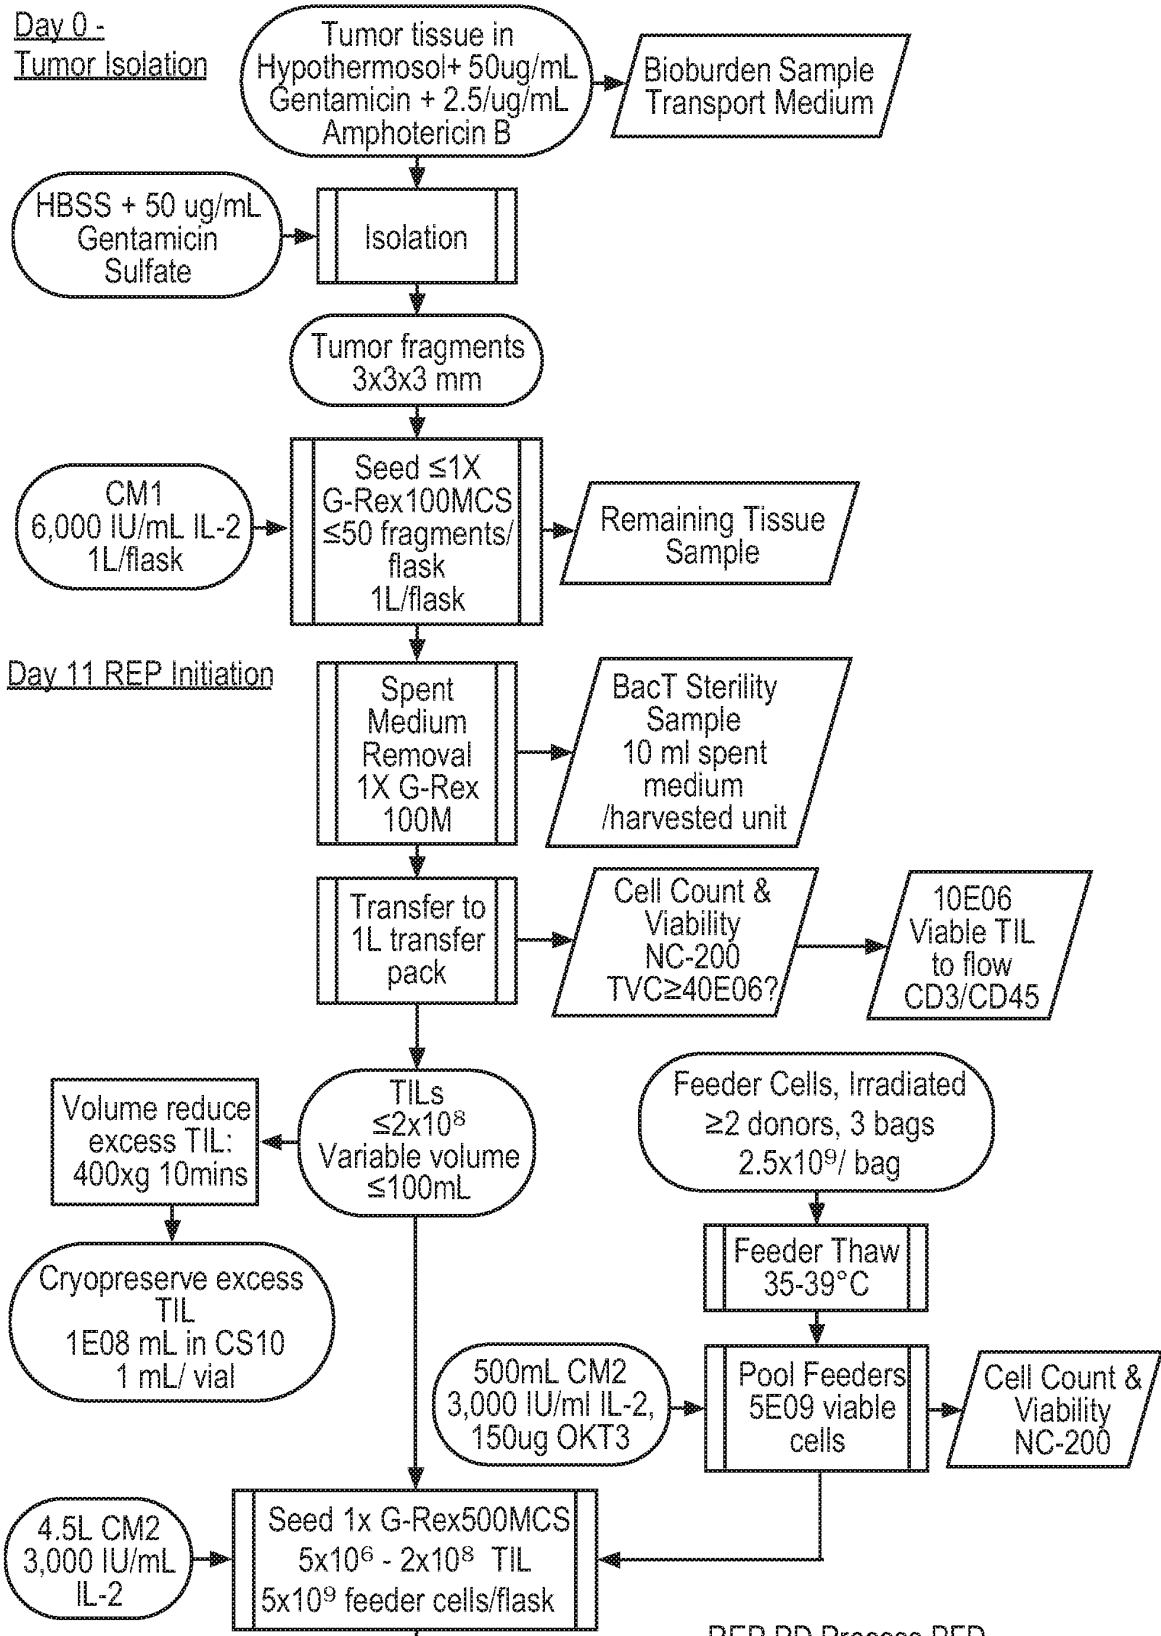 Day 0 -
Tumor Isolation
Tumor tissue in
Hypothermosol+ 50ug/mL
Gentamicin + 2.5/ug/mL
Amphotericin B
Bioburden Sample
Transport Medium
HBSS + 50 ug/mL
Gentamicin
Sulfate
Isolation
Tumor fragments
3x3x3 mm
CM1
6,000 IU/mL IL-2
1L/flask
Seed ≤1X
G-Rex100MCS
≤50 fragments/
flask
1L/flask
Remaining Tissue
Sample
Day 11 REP Initiation
Spent
Medium
Removal
1X G-Rex
100M
BacT Sterility
Sample
10 ml spent
medium
/harvested unit
Transfer to
1L transfer
pack
Cell Count &
Viability
NC-200
TVC≥40E06?
10E06
Viable TIL
to flow
CD3/CD45
Volume reduce
excess TIL:
400xg 10mins
TILs
≤2x10⁸
Variable volume
≤100mL
Feeder Cells, Irradiated
≥2 donors, 3 bags
2.5x10⁹/ bag
Feeder Thaw
35-39°C
Cryopreserve excess
TIL
1E08 mL in CS10
1 mL/ vial
500mL CM2
3,000 IU/ml IL-2,
150ug OKT3
Pool Feeders
5E09 viable
cells
Cell Count &
Viability
NC-200
4.5L CM2
3,000 IU/mL
IL-2
Seed 1x G-Rex500MCS
5x10⁶ - 2x10⁸ TIL
5x10⁹ feeder cells/flask